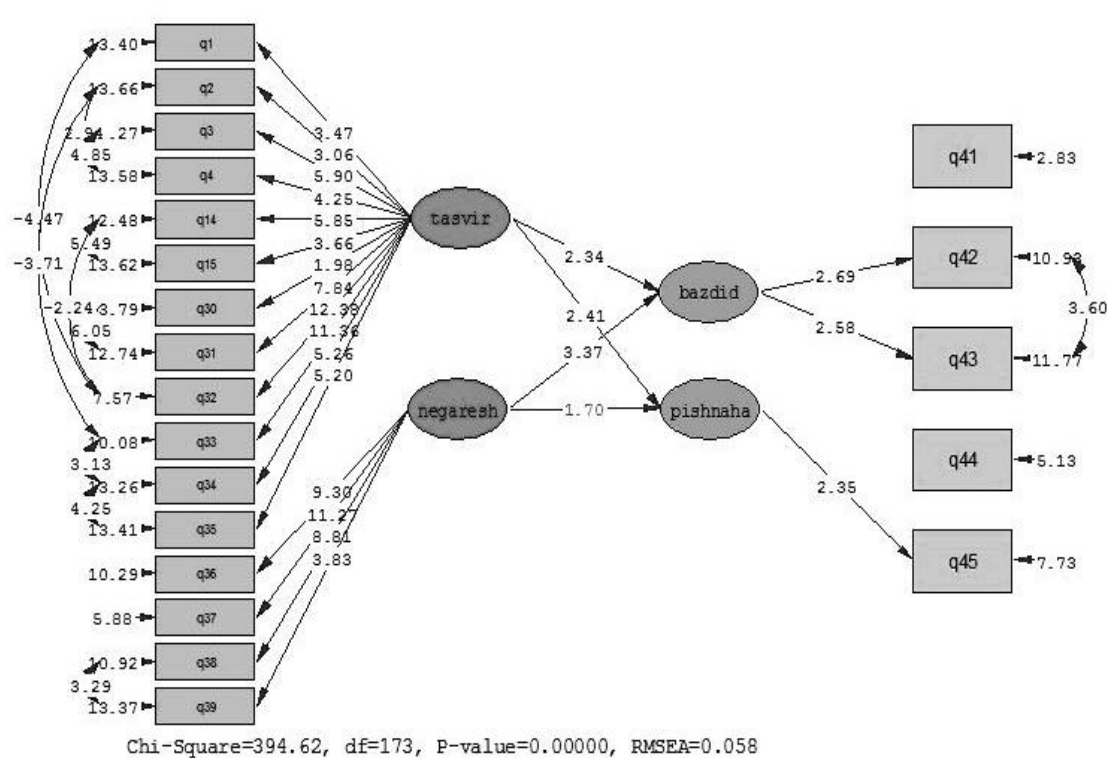 13.40 q1
13.66 q2
q3
4.85
13.58 q4
-4.47
12.48 q14
5.49
-3.71
13.62 q15
-2.24
3.79 q30
6.05
12.74 q31
7.57 q32
10.08 q33
3.13
13.26 q34
4.25
13.41 q35
10.29 q36
5.88 q37
10.92 q38
3.29
13.37 q39
3.47
3.06
5.90
4.25
5.85
3.66
1.98
7.84
12.38
11.36
5.26
5.20
9.30
11.27
8.81
3.83
tasvir
negaresh
2.34
2.41
3.37
1.70
bazdid
pishnaha
2.69
2.58
2.35
q41 2.83
q42 10.93
3.60
q43 11.77
q44 5.13
q45 7.73
Chi-Square=394.62, df=173, P-value=0.00000, RMSEA=0.058